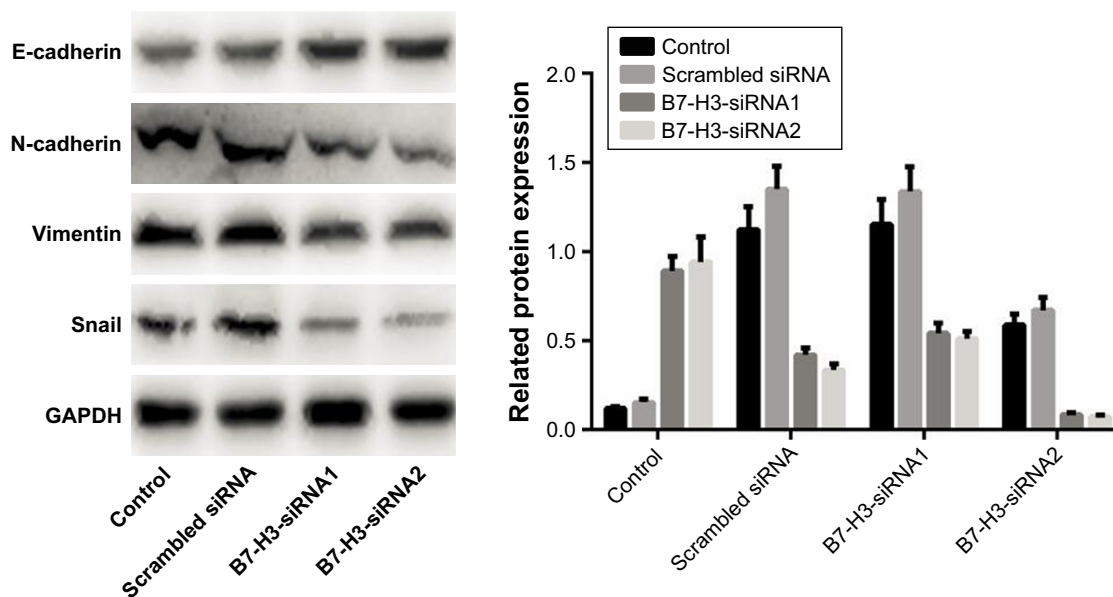 E-cadherin
N-cadherin
Vimentin
Snail
GAPDH
Control
Scrambled siRNA
B7-H3-siRNA1
B7-H3-siRNA2
Control
Scrambled siRNA
B7-H3-siRNA1
B7-H3-siRNA2
Related protein expression
2.0
1.5
1.0
0.5
0.0
Control
Scrambled siRNA
B7-H3-siRNA1
B7-H3-siRNA2